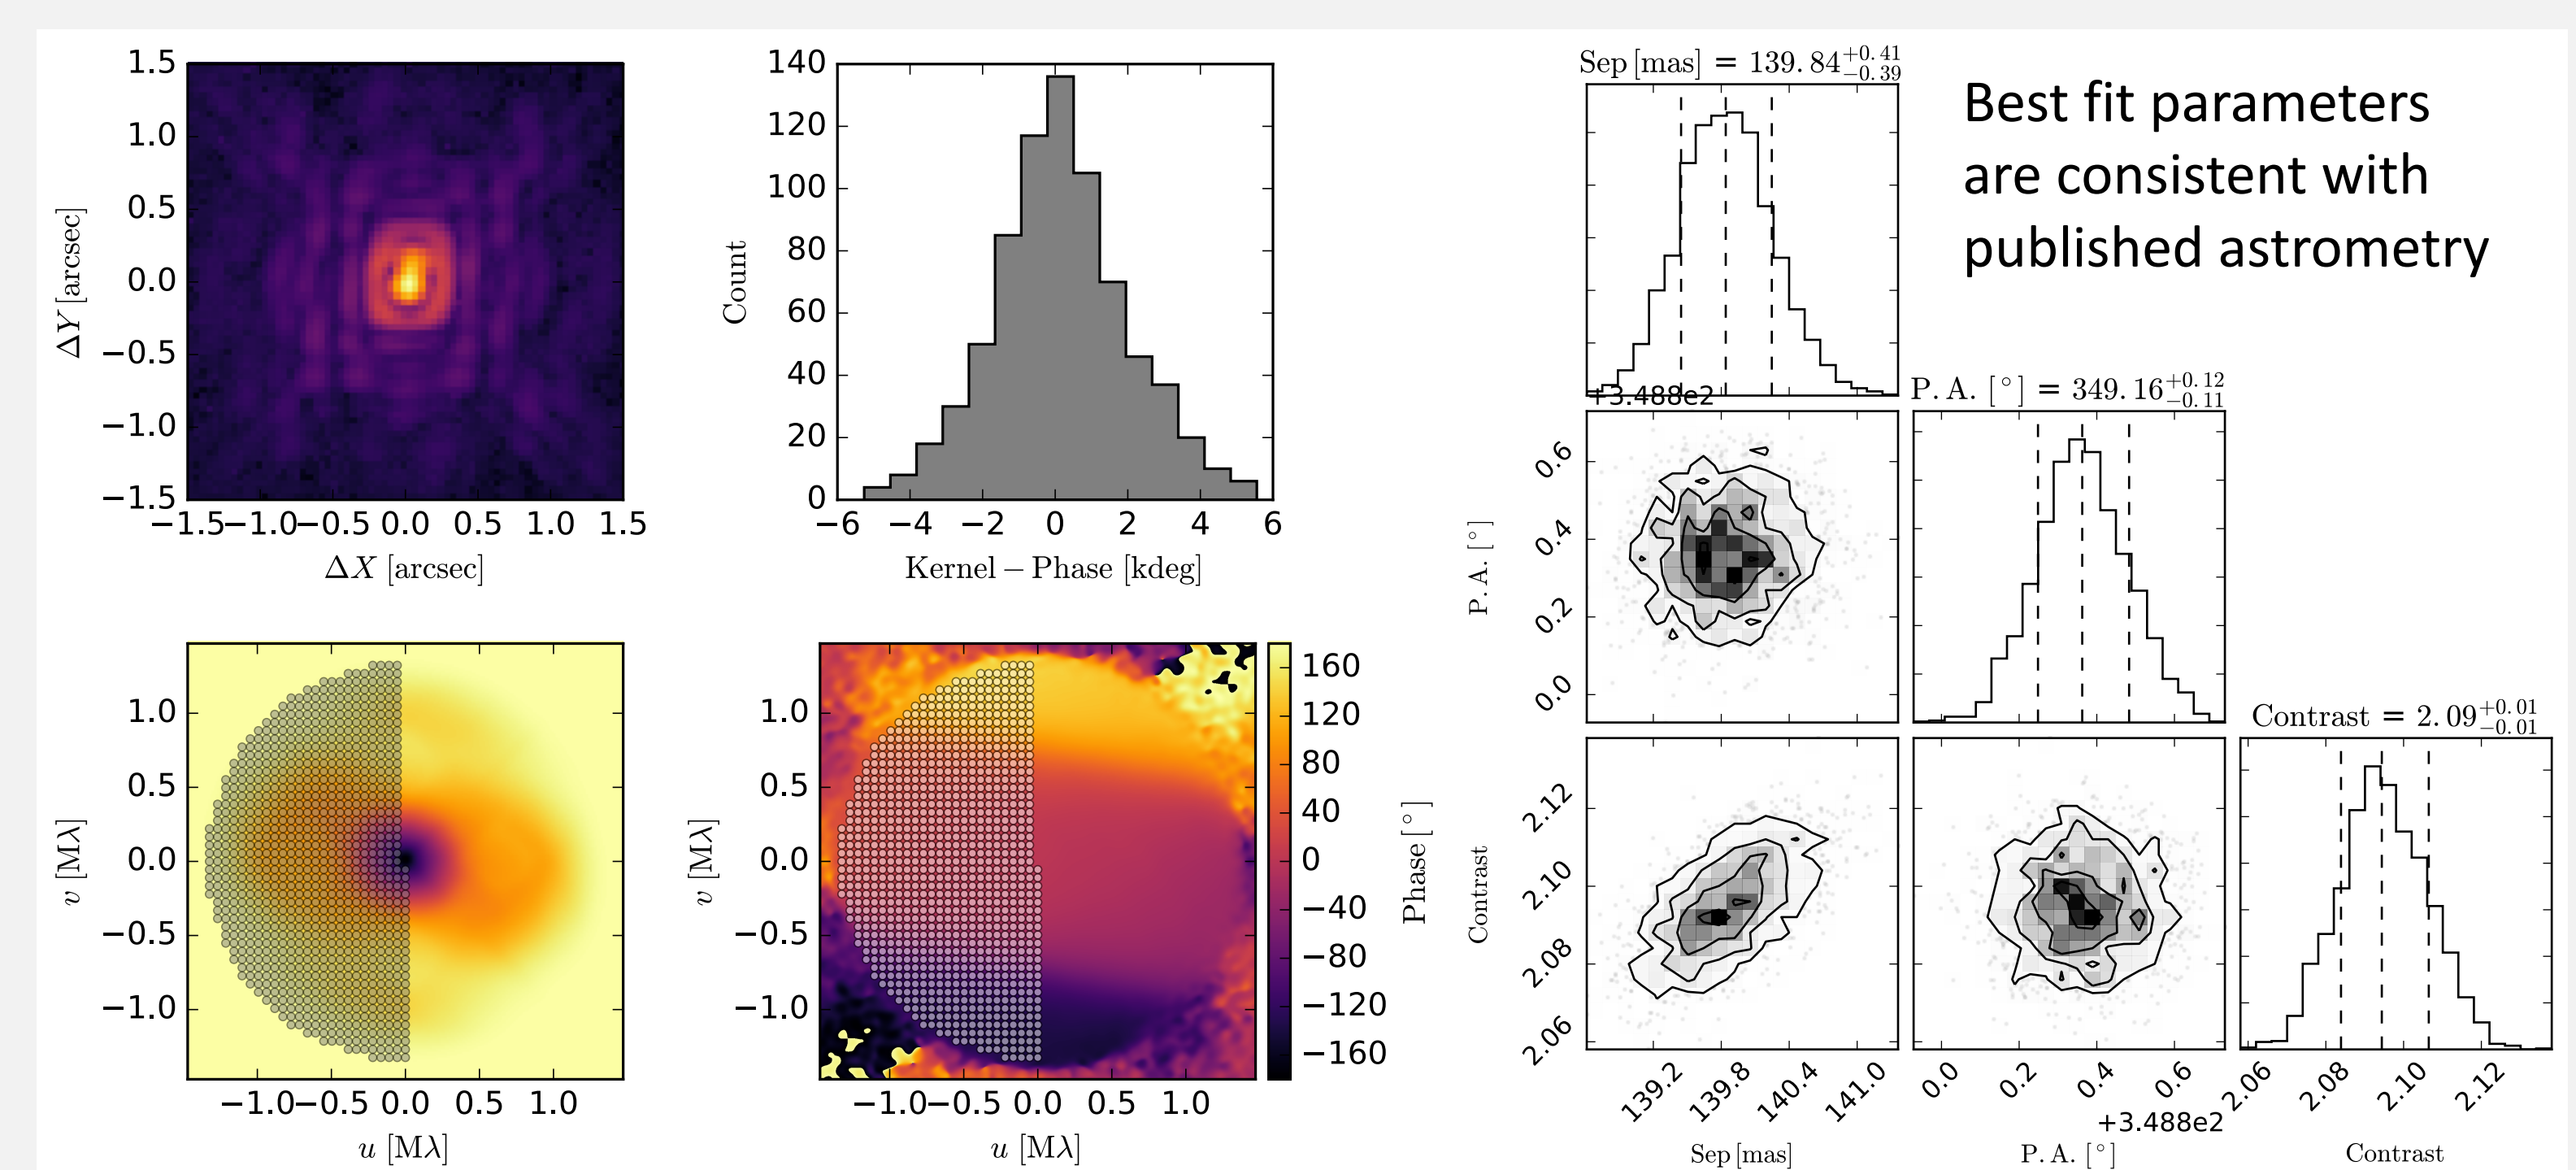 1.5
1.0
0.5
0.0
−0.5
−1.0
−1.5
−1.5 −1.0 −0.5 0.0 0.5 1.0 1.5
ΔX [arcsec]
ΔY [arcsec]
140
120
100
80
60
40
20
0
−6 −4 −2 0 2 4 6
Kernel − Phase [kdeg]
Count
1.0
0.5
0.0
−0.5
−1.0
−1.0 −0.5 0.0 0.5 1.0
u [Mλ]
v [Mλ]
1.0
0.5
0.0
−0.5
−1.0
−1.0 −0.5 0.0 0.5 1.0
u [Mλ]
v [Mλ]
160
120
80
40
0
−40
−80
−120
−160
Phase [°]
Sep [mas] = 139.84 +0.41 −0.39
Best fit parameters
are consistent with
published astrometry
+3.488e2
P.A. [°] = 349.16 +0.12 −0.11
0.6
0.4
0.2
0.0
P.A. [°]
Contrast = 2.09 +0.01 −0.01
2.12
2.10
2.08
2.06
Contrast
139.2 139.8 140.4 141.0
Sep [mas]
0.0 0.2 0.4 0.6
+3.488e2
P.A. [°]
2.06 2.08 2.10 2.12
Contrast